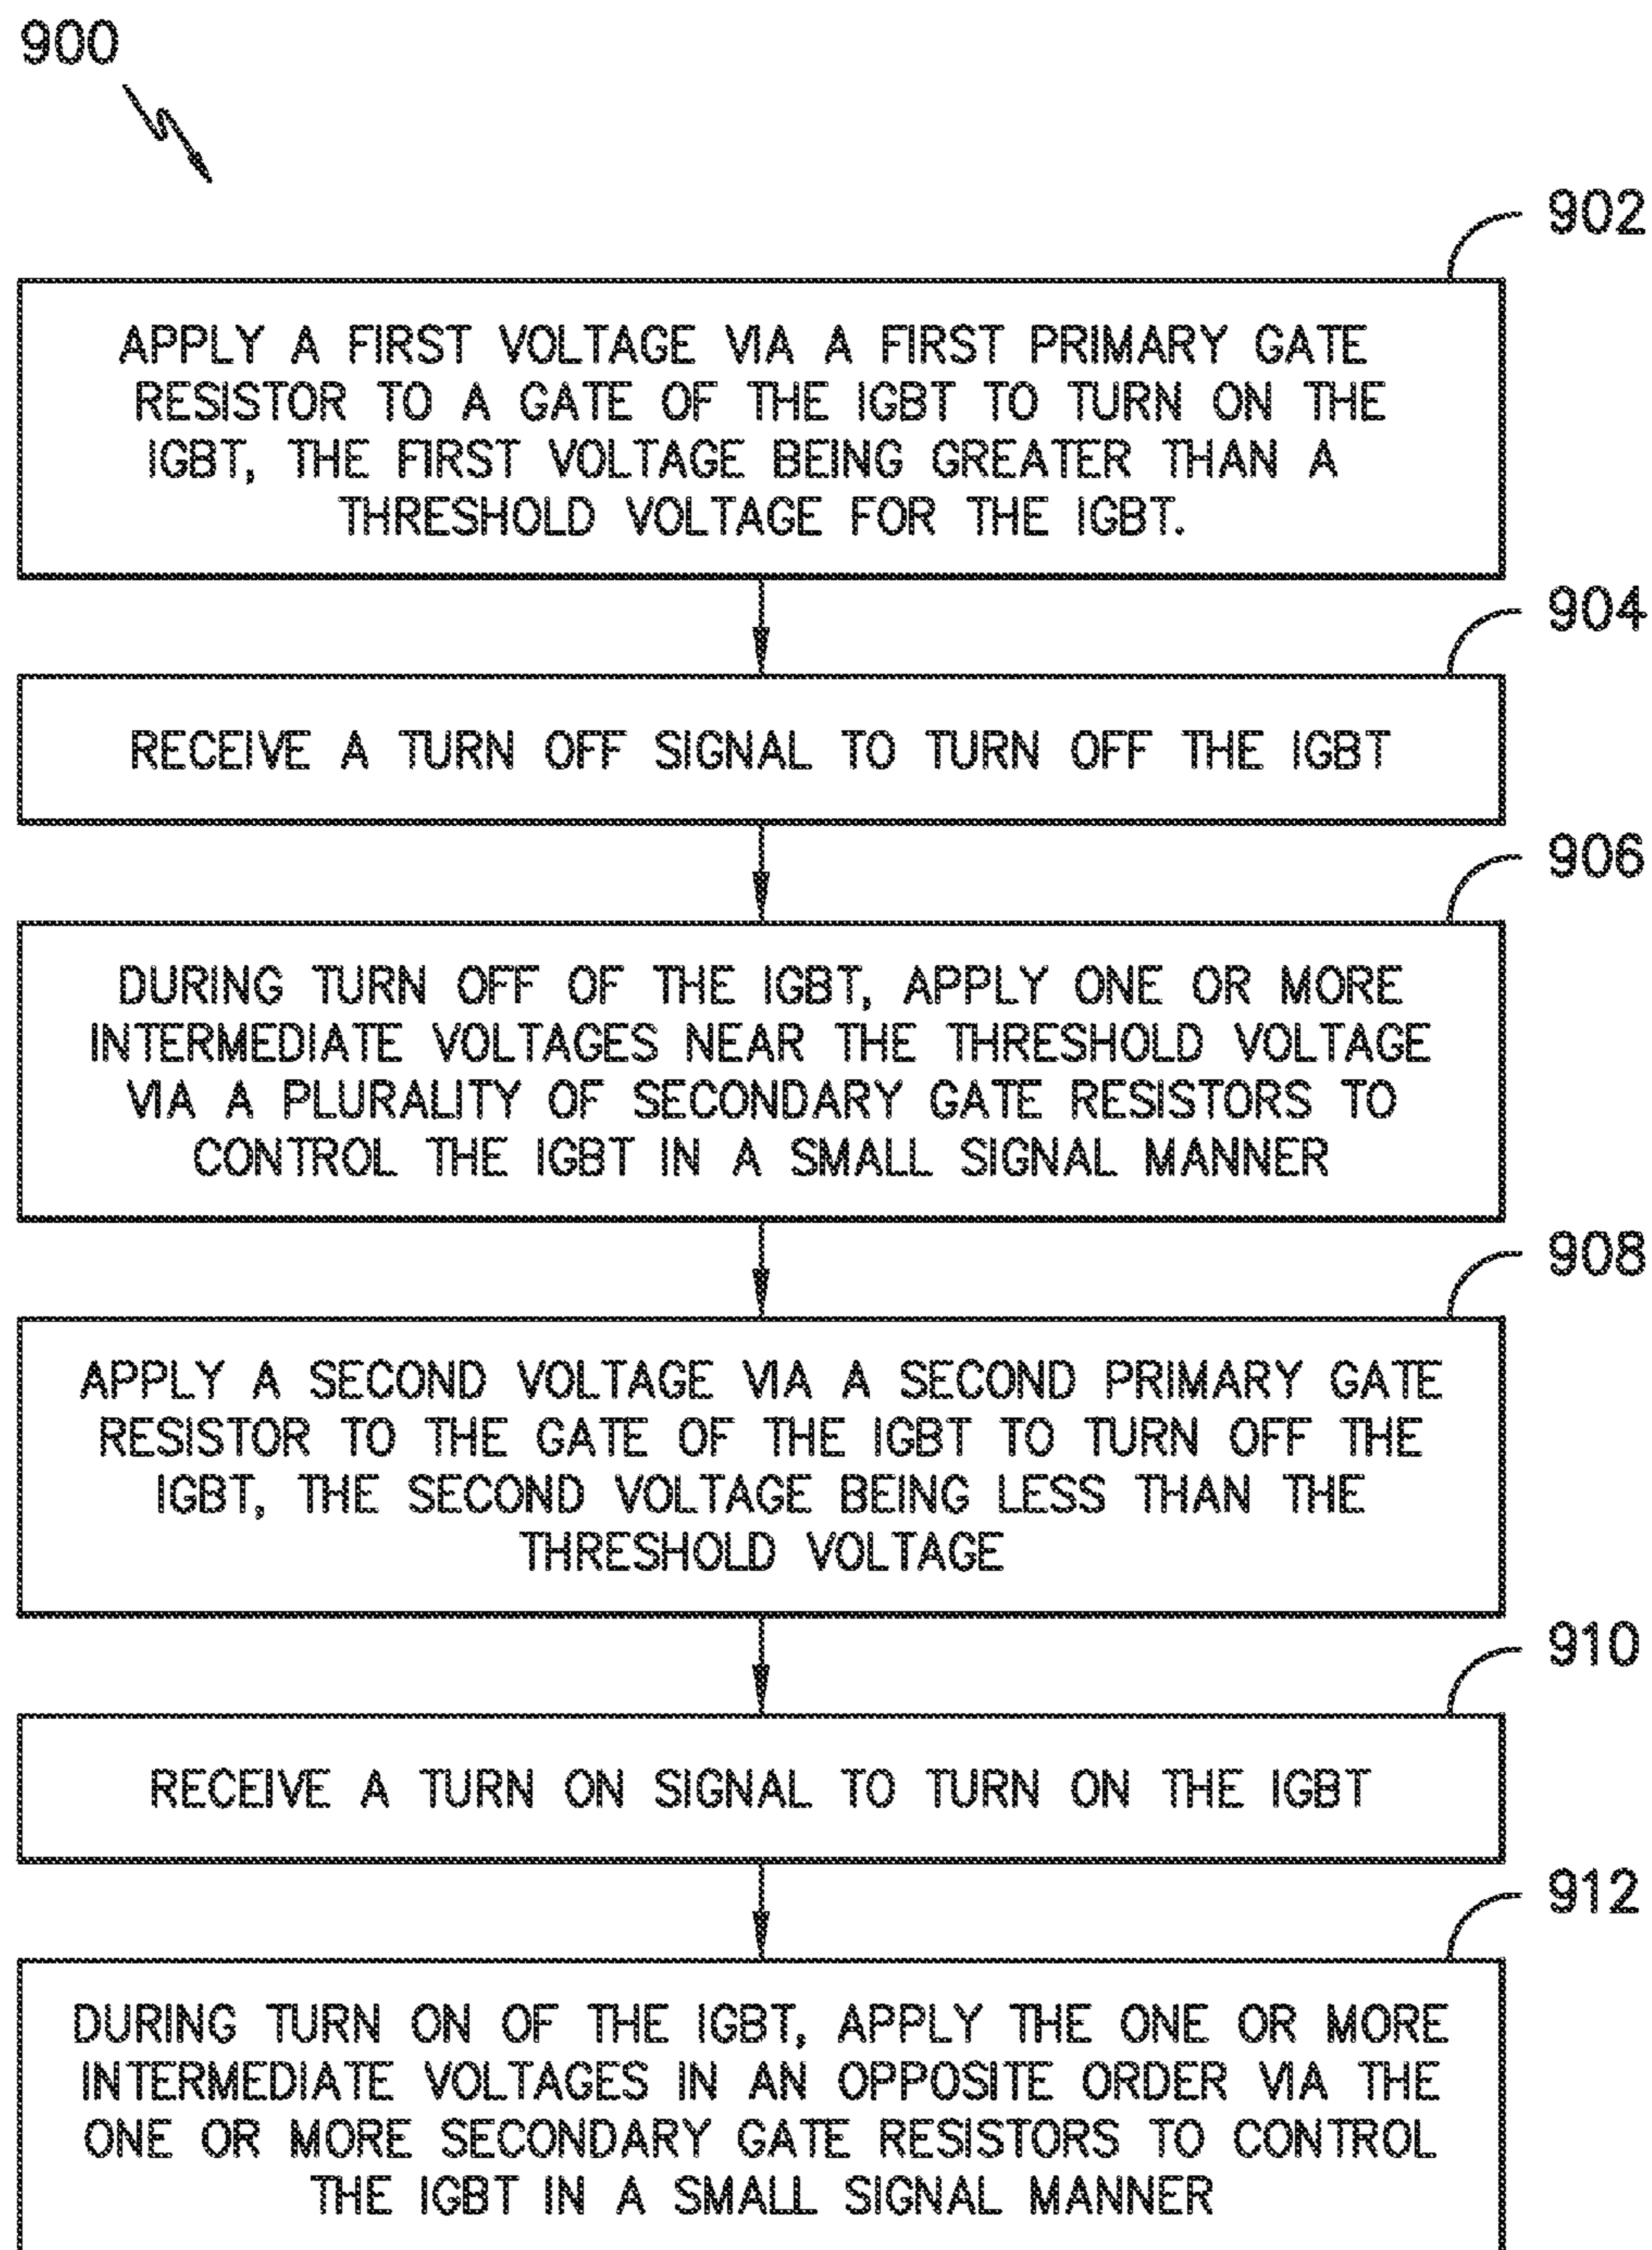 900
902
APPLY A FIRST VOLTAGE VIA A FIRST PRIMARY GATE
RESISTOR TO A GATE OF THE IGBT TO TURN ON THE
IGBT, THE FIRST VOLTAGE BEING GREATER THAN A
THRESHOLD VOLTAGE FOR THE IGBT.
904
RECEIVE A TURN OFF SIGNAL TO TURN OFF THE IGBT
906
DURING TURN OFF OF THE IGBT, APPLY ONE OR MORE
INTERMEDIATE VOLTAGES NEAR THE THRESHOLD VOLTAGE
VIA A PLURALITY OF SECONDARY GATE RESISTORS TO
CONTROL THE IGBT IN A SMALL SIGNAL MANNER
908
APPLY A SECOND VOLTAGE VIA A SECOND PRIMARY GATE
RESISTOR TO THE GATE OF THE IGBT TO TURN OFF THE
IGBT, THE SECOND VOLTAGE BEING LESS THAN THE
THRESHOLD VOLTAGE
910
RECEIVE A TURN ON SIGNAL TO TURN ON THE IGBT
912
DURING TURN ON OF THE IGBT, APPLY THE ONE OR MORE
INTERMEDIATE VOLTAGES IN AN OPPOSITE ORDER VIA THE
ONE OR MORE SECONDARY GATE RESISTORS TO CONTROL
THE IGBT IN A SMALL SIGNAL MANNER